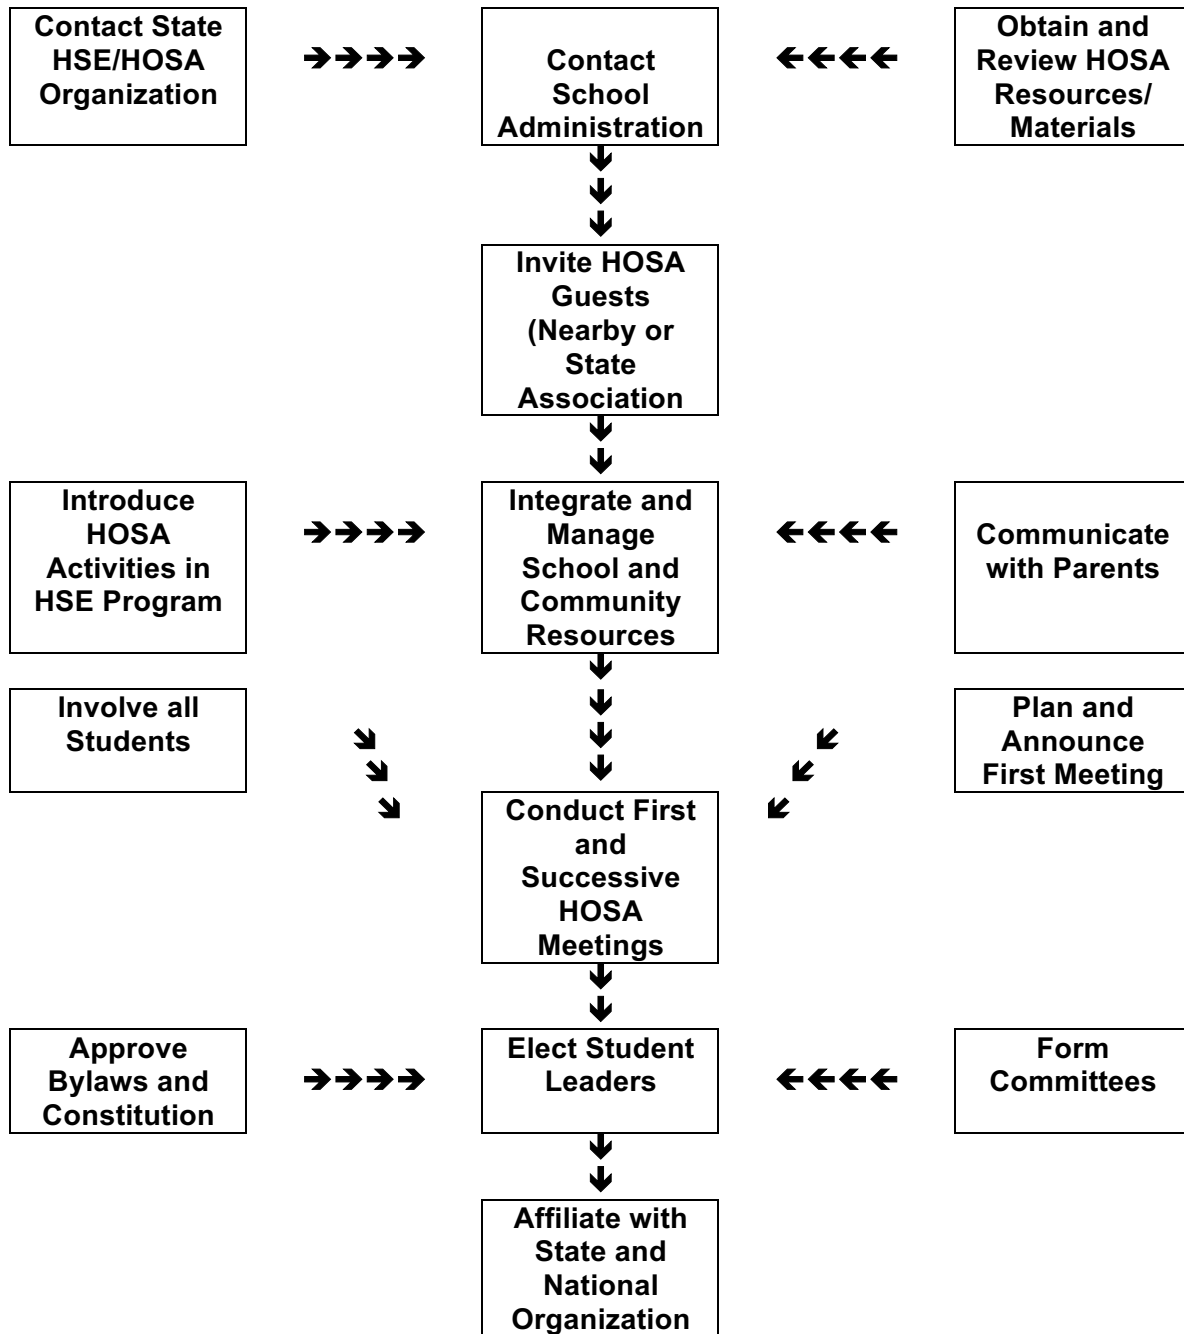 Contact State
HSE/HOSA
Organization
Contact
School
Administration
Obtain and
Review HOSA
Resources/
Materials
Invite HOSA
Guests
(Nearby or
State
Association
Introduce
HOSA
Activities in
HSE Program
Integrate and
Manage
School and
Community
Resources
Communicate
with Parents
Involve all
Students
Plan and
Announce
First Meeting
Conduct First
and
Successive
HOSA
Meetings
Approve
Bylaws and
Constitution
Elect Student
Leaders
Form
Committees
Affiliate with
State and
National
Organization